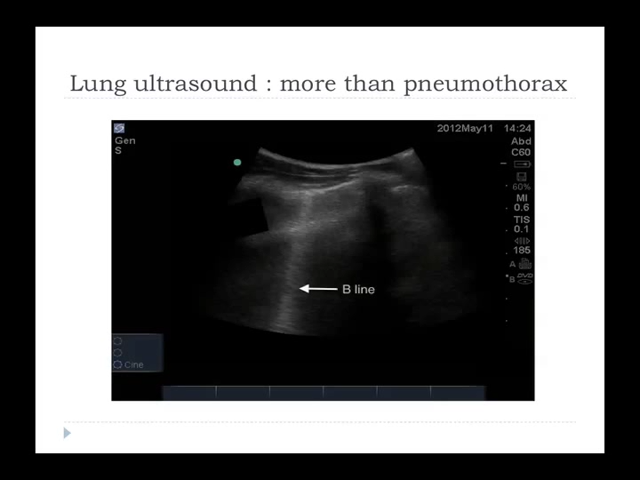 Lung ultrasound : more than pneumothorax
2012May11 14:24
Gen
S
Abd
C60
60%
MI
0.6
TIS
0.1
185
A
B DVD
B line
Cine